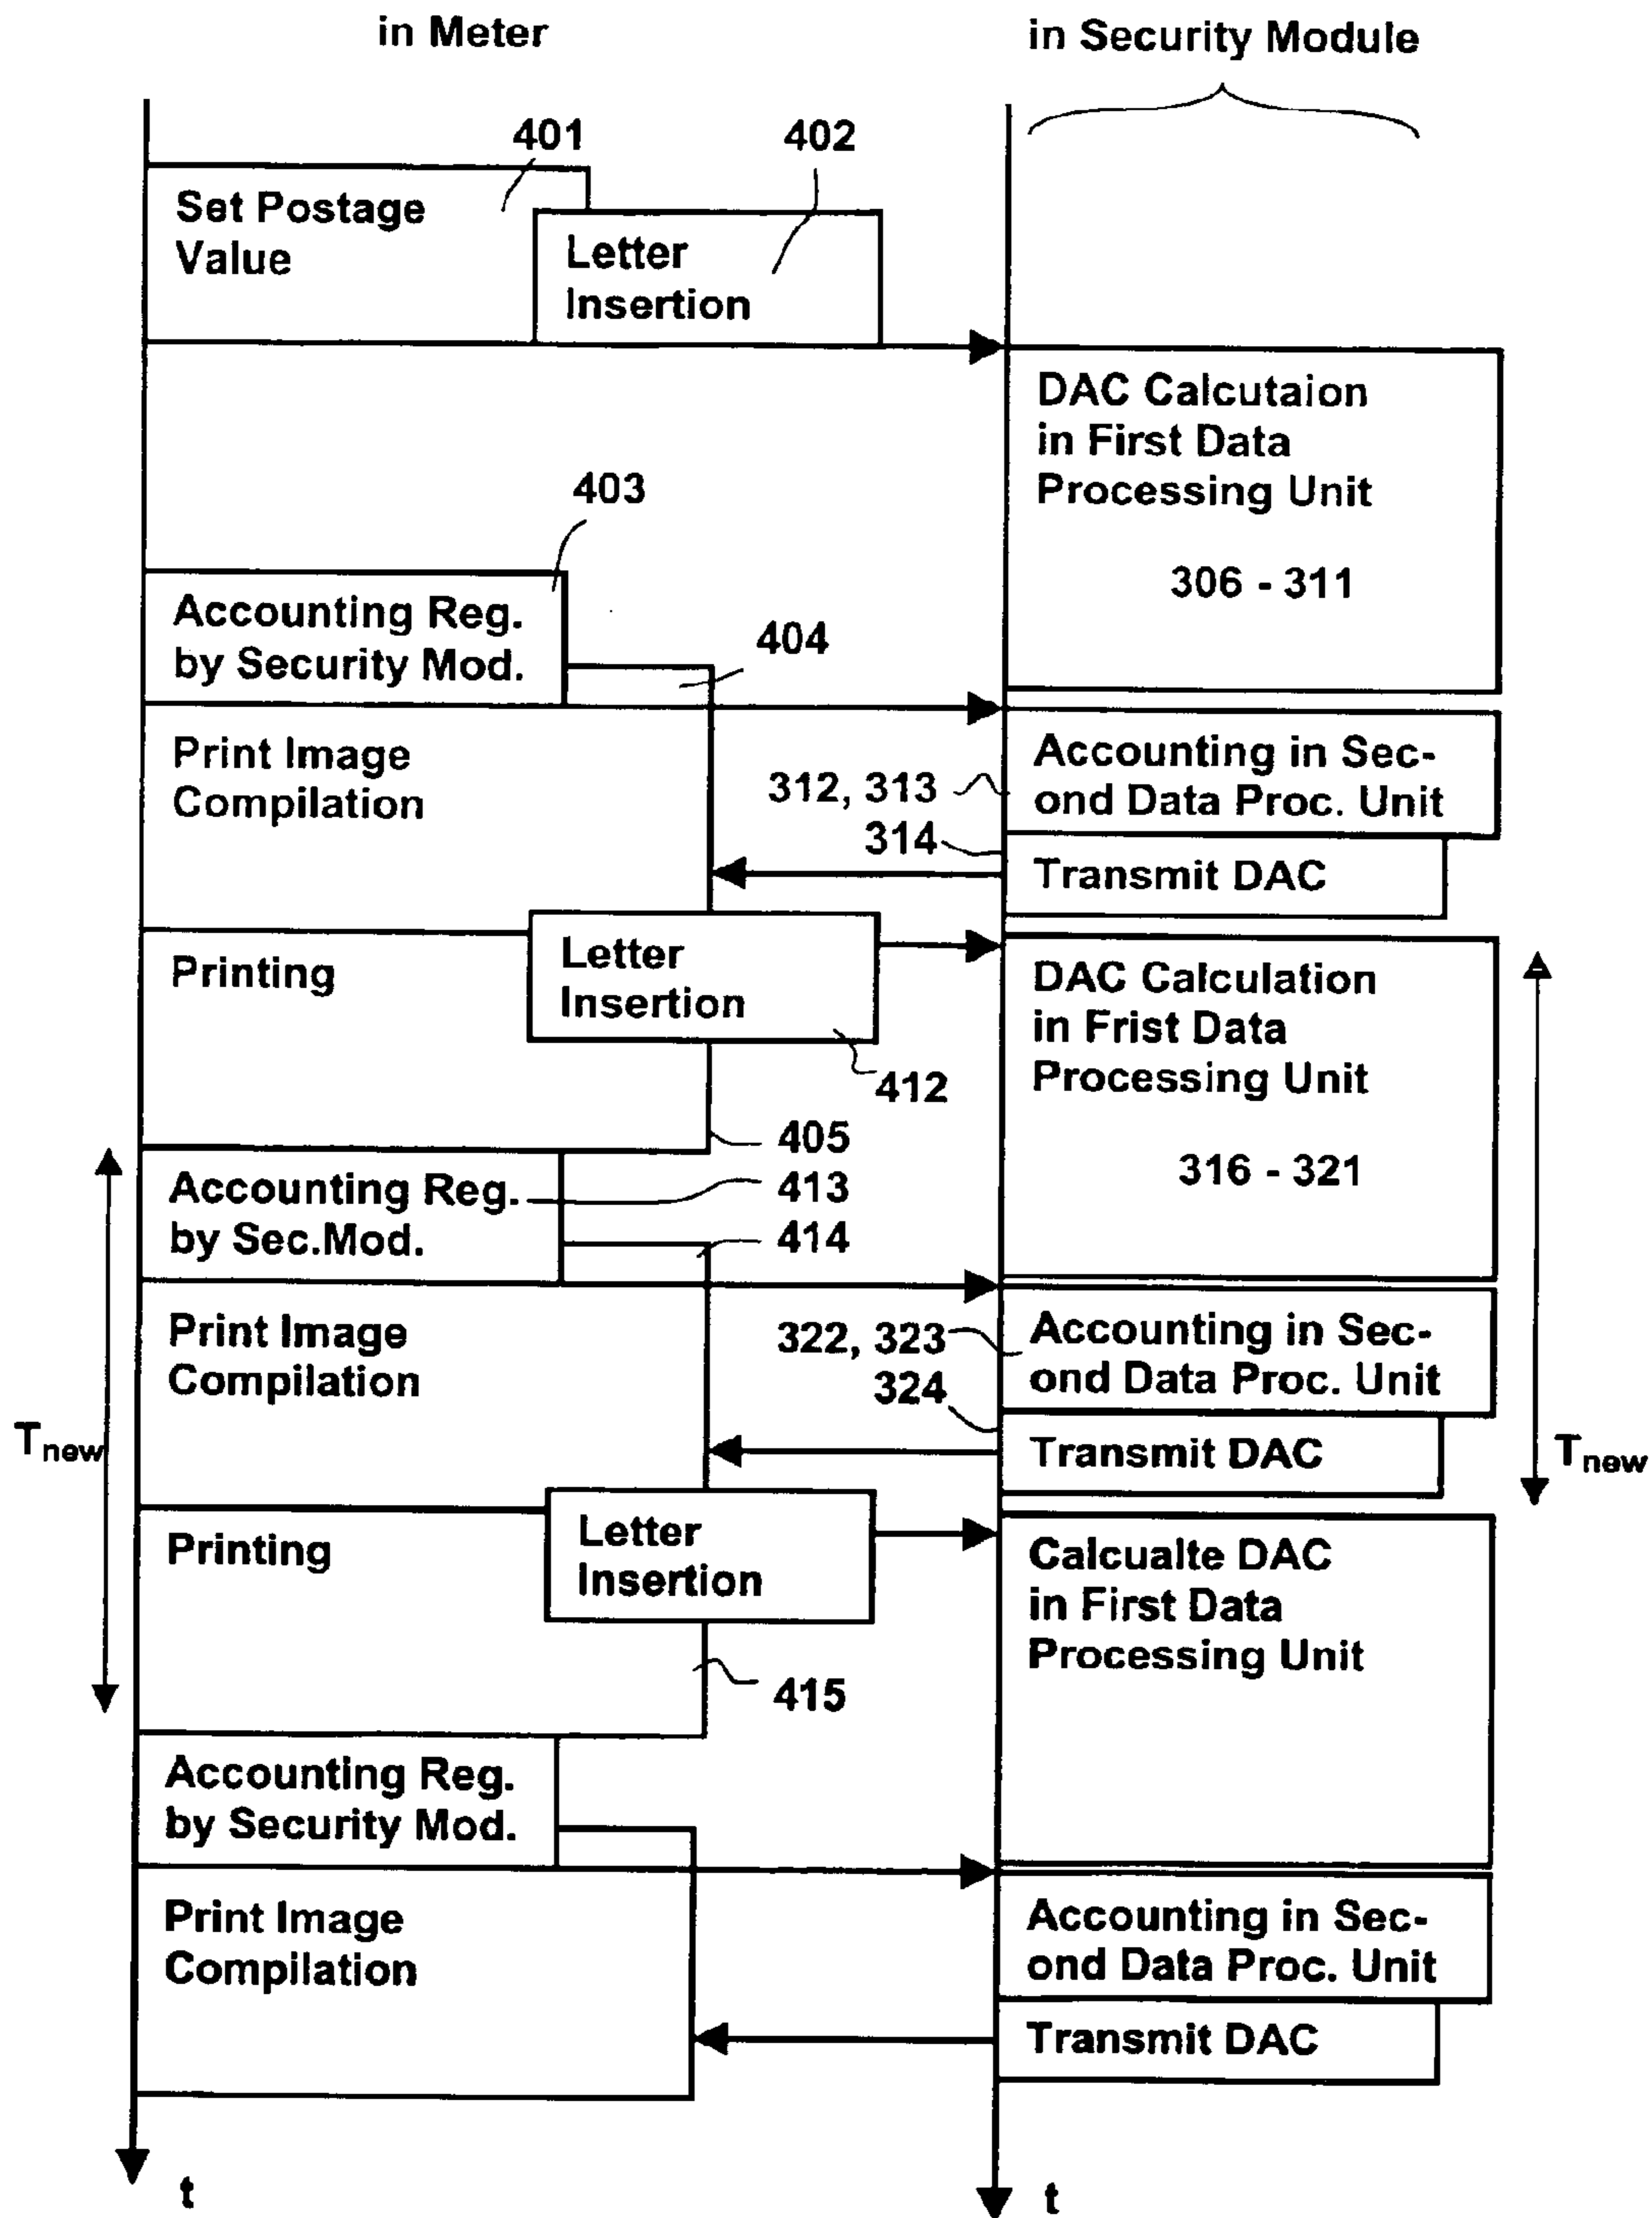 in Meter
in Security Module
401
402
Set Postage
Value
Letter
Insertion
DAC Calcutaion
in First Data
Processing Unit
306 - 311
403
Accounting Reg.
by Security Mod.
404
Print Image
Compilation
312, 313
314
Accounting in Sec-
ond Data Proc. Unit
Transmit DAC
Printing
Letter
Insertion
412
DAC Calculation
in Frist Data
Processing Unit
316 - 321
405
413
414
Accounting Reg.
by Sec.Mod.
Print Image
Compilation
322, 323
324
Accounting in Sec-
ond Data Proc. Unit
Transmit DAC
Tnew
Tnew
Printing
Letter
Insertion
415
Calcualte DAC
in First Data
Processing Unit
Accounting Reg.
by Security Mod.
Print Image
Compilation
Accounting in Sec-
ond Data Proc. Unit
Transmit DAC
t
t